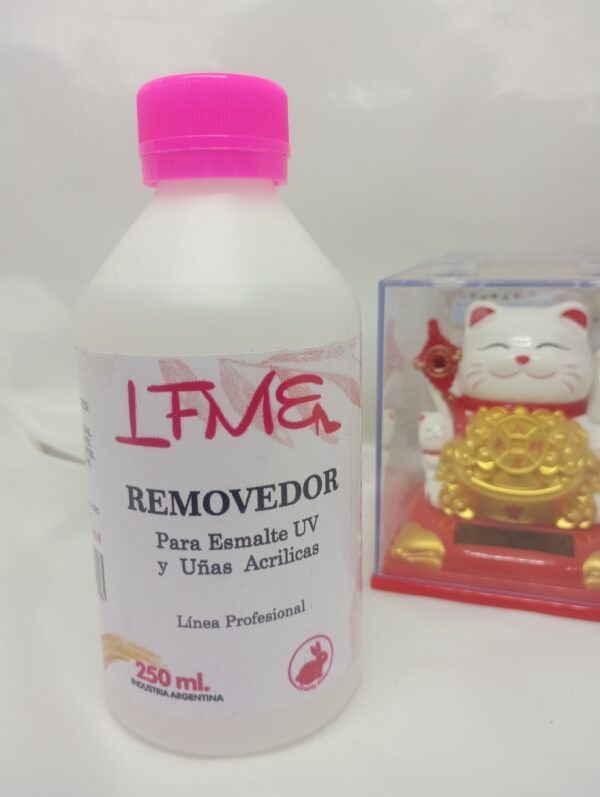 LFME
REMOVEDOR
Para Esmalte UV
y Uñas Acrilicas
Línea Profesional
250 ml.
INDUSTRIA ARGENTINA